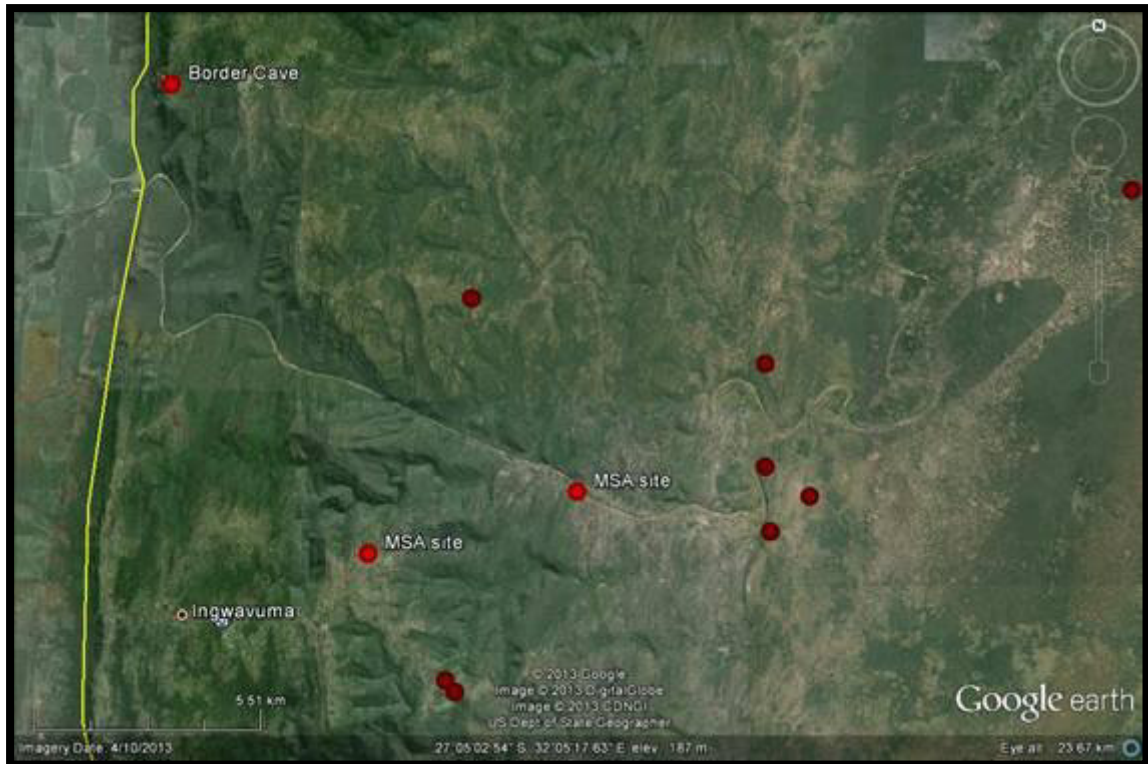 N
Border Cave
MSA site
MSA site
Ingwavuma
5.51 km
© 2013 Google
Image © 2013 DigitalGlobe
Image © 2013 CDNGI
US Dept of State Geographer
Google earth
Imagery Date: 4/10/2013
27°05'02.54" S 32°05'17.63" E elev 187 m
Eye alt 23.67 km